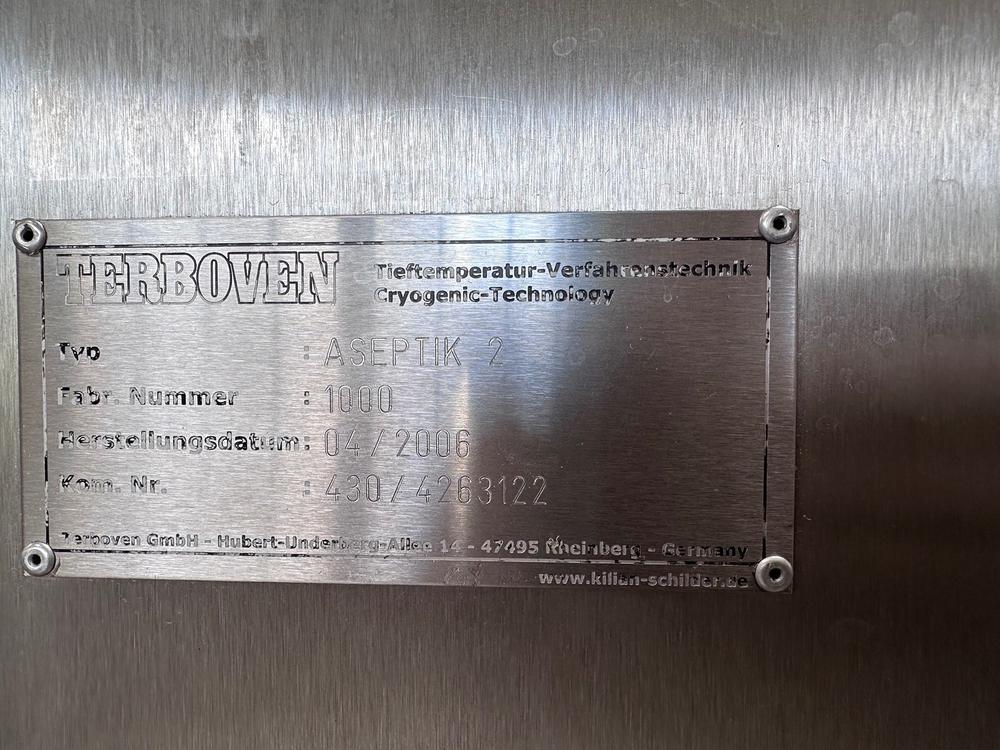 TERBOVEN
Tieftemperatur-Verfahrenstechnik
Cryogenic-Technology
Typ : ASEPTIK 2
Fabr. Nummer : 1000
Herstellungsdatum: 04/2006
Kom. Nr. : 430/4263122
Terboven GmbH - Hubert-Underberg-Allee 14 - 47495 Rheinberg - Germany
www.kilian-schilder.de